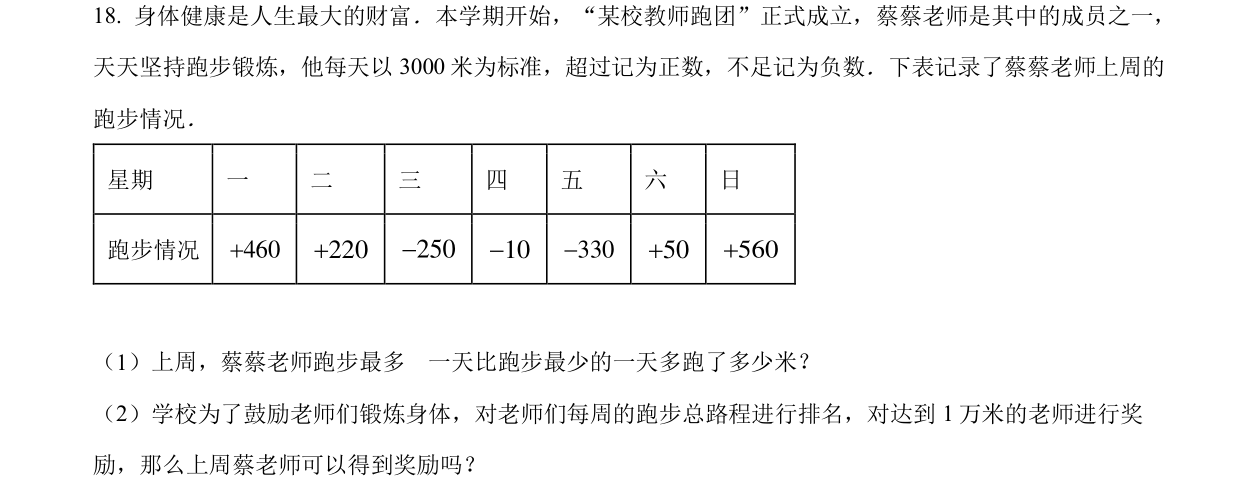 18. 身体健康是人生最大的财富．本学期开始，“某校教师跑团”正式成立，蔡蔡老师是其中的成员之一，
天天坚持跑步锻炼，他每天以 3000 米为标准，超过记为正数，不足记为负数．下表记录了蔡蔡老师上周的
跑步情况．
星期 一 二 三 四 五 六 日
跑步情况 +460 +220 −250 −10 −330 +50 +560
（1）上周，蔡蔡老师跑步最多 一天比跑步最少的一天多跑了多少米？
（2）学校为了鼓励老师们锻炼身体，对老师们每周的跑步总路程进行排名，对达到 1 万米的老师进行奖
励，那么上周蔡老师可以得到奖励吗？